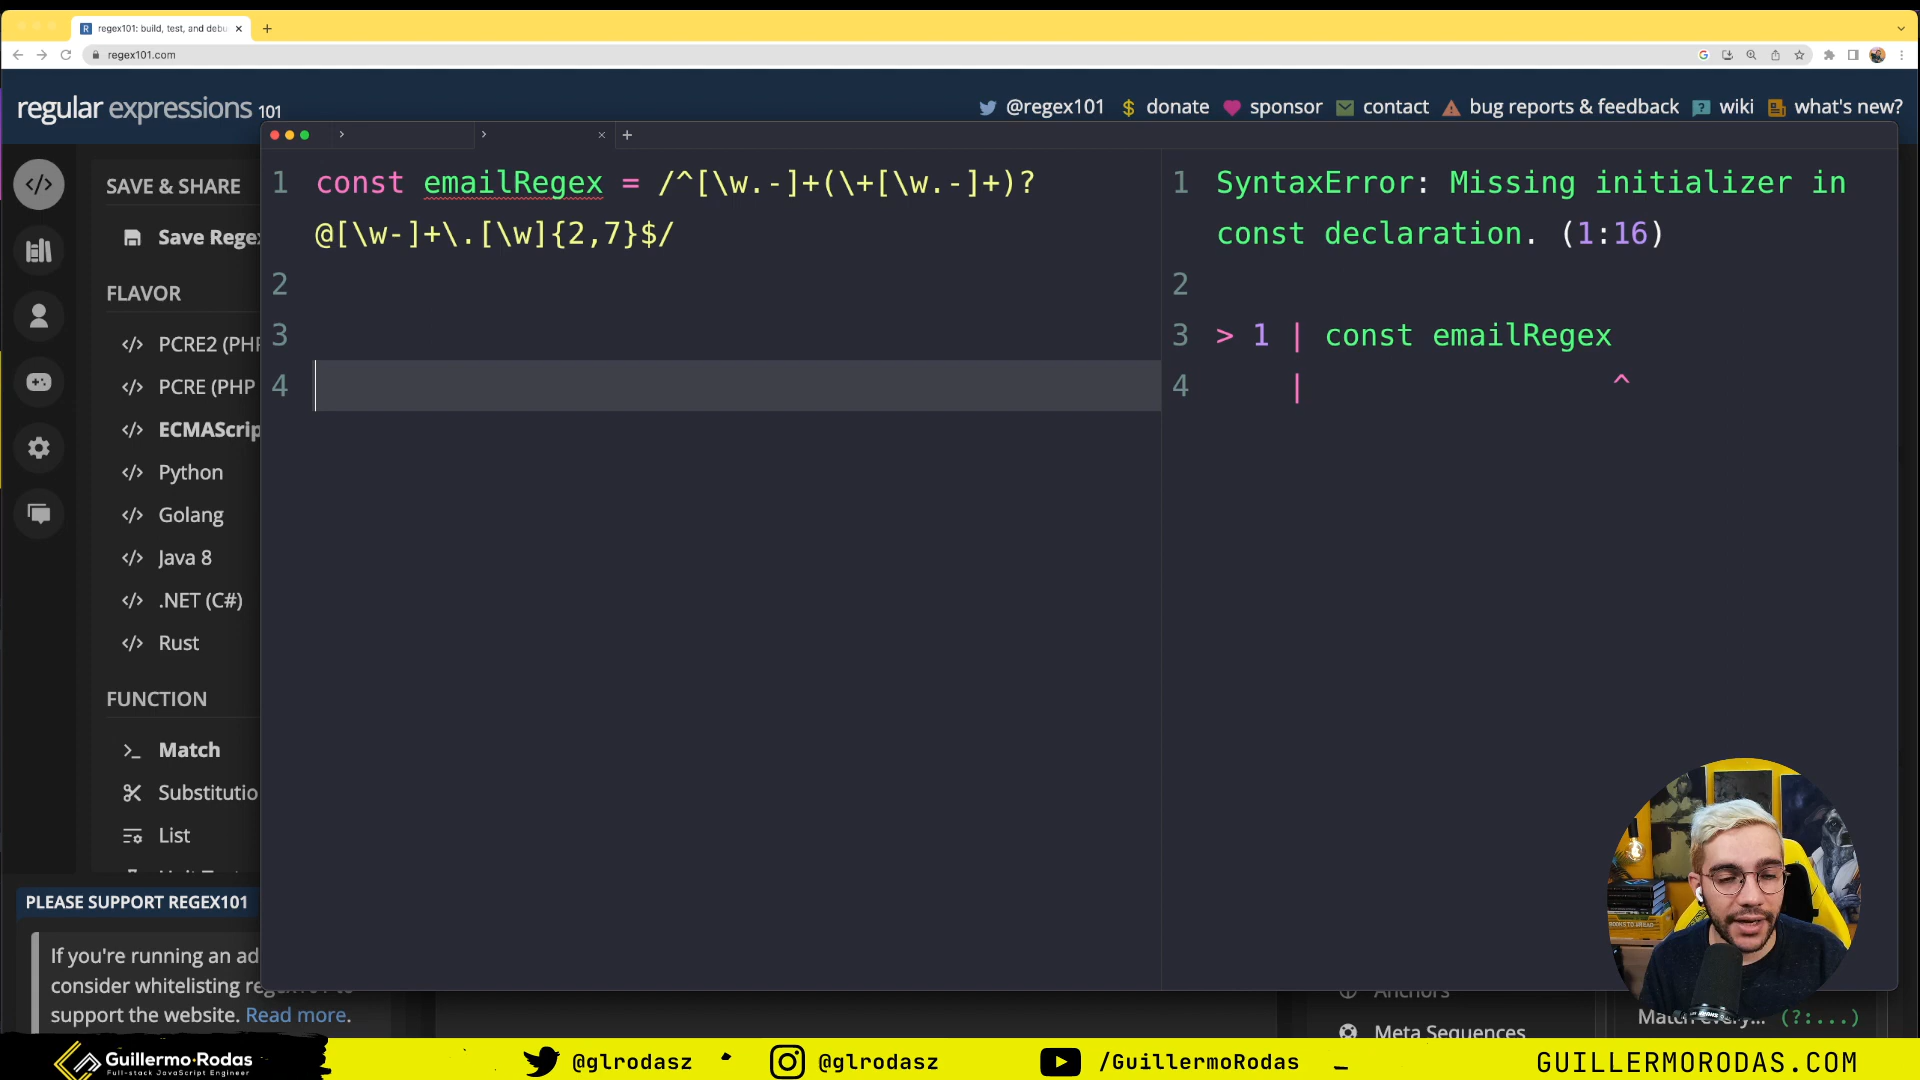 regex101: build, test, and debu
regex101.com
regular expressions 101
@regex101
donate
sponsor
contact
bug reports & feedback
wiki
what's new?
SAVE & SHARE
Save Rege
FLAVOR
PCRE2 (PHP
PCRE (PHP
ECMAScrip
Python
Golang
Java 8
.NET (C#)
Rust
FUNCTION
Match
Substitutio
List
PLEASE SUPPORT REGEX101
If you're running an ad
consider whitelisting regex101 to
support the website. Read more.
1 const emailRegex = /^[\w.-]+(\+[\w.-]+)?
@[\w-]+\.[\w]{2,7}$/
2
3
4
1 SyntaxError: Missing initializer in
const declaration. (1:16)
2
3 > 1 | const emailRegex
4 | ^
Anchors
Meta Sequences
Match every... (?:...)
Guillermo Rodas
Full-stack JavaScript Engineer
@glrodasz
@glrodasz
/GuillermoRodas
GUILLERMORODAS.COM